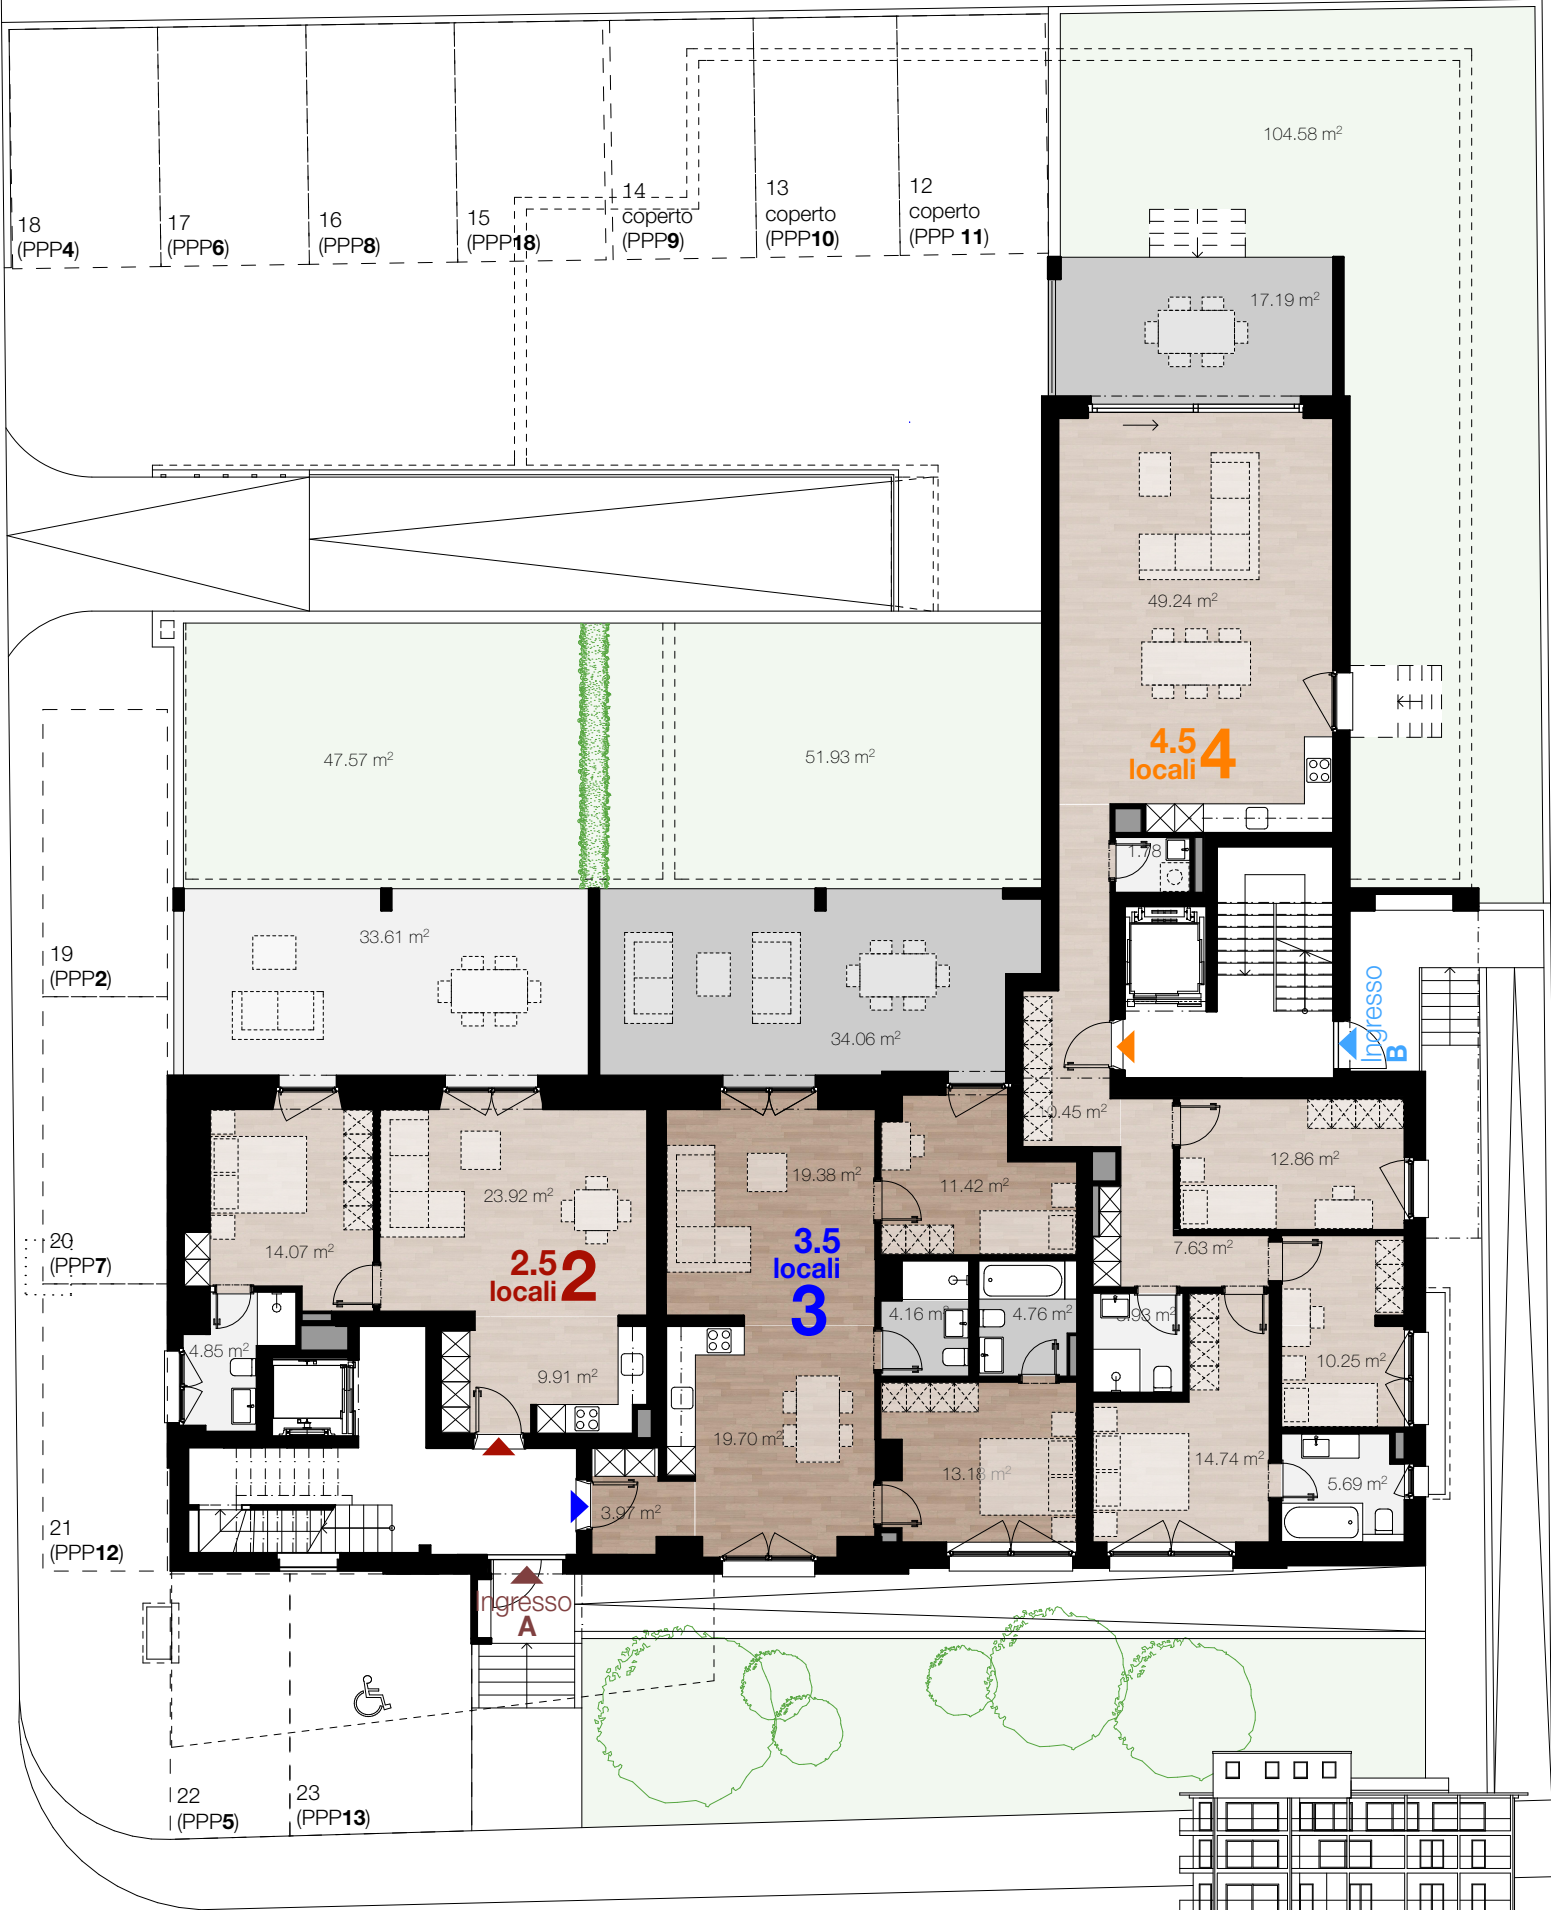 104.58 m²
18
(PPP4)
17
(PPP6)
16
(PPP8)
15
(PPP18)
14
coperto
(PPP9)
13
coperto
(PPP10)
12
coperto
(PPP 11)
17.19 m²
49.24 m²
4.5
locali 4
47.57 m²
51.93 m²
1.78
19
(PPP2)
33.61 m²
34.06 m²
Ingresso
B
10.45 m²
12.86 m²
23.92 m²
19.38 m²
11.42 m²
20
(PPP7)
14.07 m²
2.5
locali 2
3.5
locali
3
7.63 m²
4.85 m²
4.16 m²
4.76 m²
3.93 m²
9.91 m²
10.25 m²
19.70 m²
13.18 m²
14.74 m²
5.69 m²
3.97 m²
21
(PPP12)
Ingresso
A
22
(PPP5)
23
(PPP13)